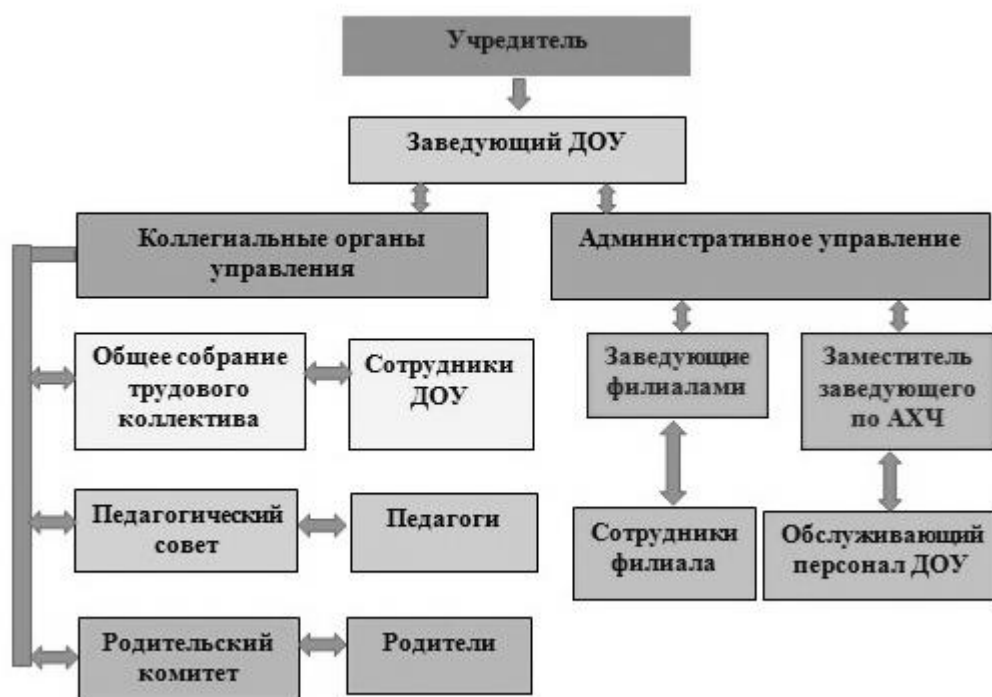 Учредитель
Заведующий ДОУ
Коллегиальные органы
управления
Административное управление
Общее собрание
трудового
коллектива
Сотрудники
ДОУ
Заведующие
филиалами
Заместитель
заведующего
по АХЧ
Педагогический
совет
Педагоги
Сотрудники
филиала
Обслуживающий
персонал ДОУ
Родительский
комитет
Родители